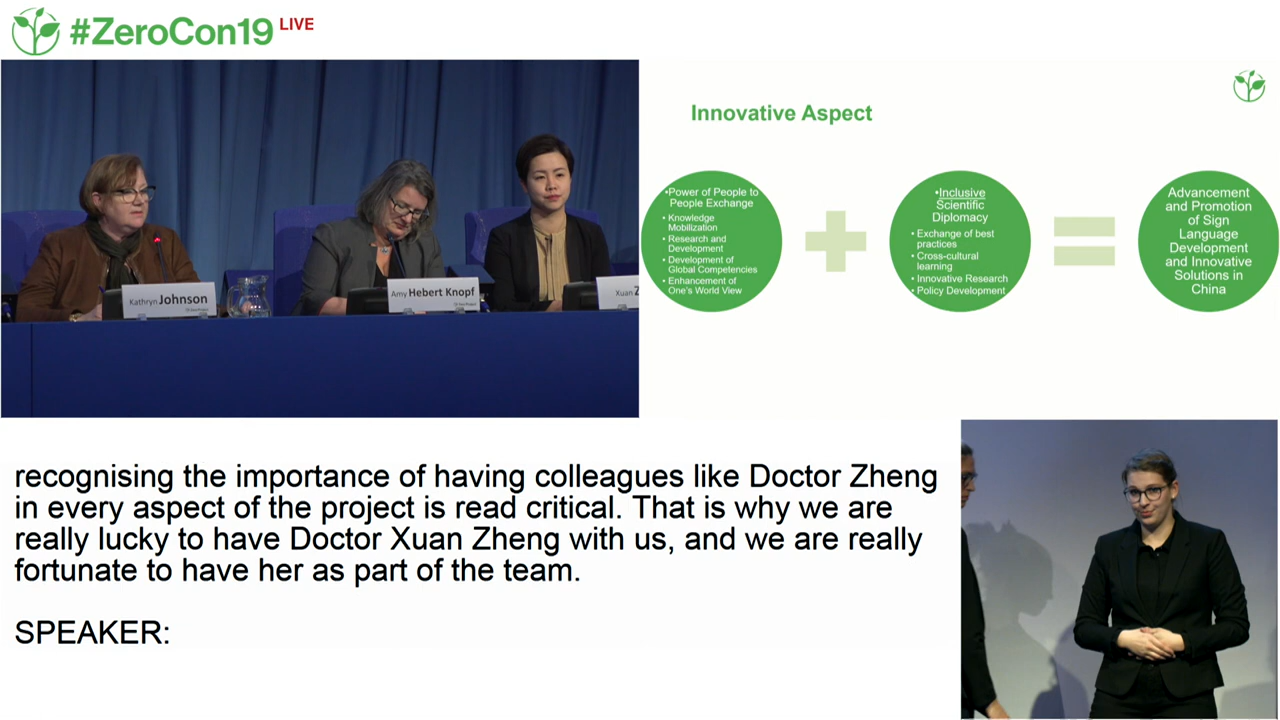 #ZeroCon19 LIVE
Kathryn Johnson
Amy Hebert Knopf
Xuan Z
Innovative Aspect
•Power of People to
People Exchange
• Knowledge
Mobilization
• Research and
Development
• Development of
Global Competencies
• Enhancement of
One's World View
•Inclusive
Scientific
Diplomacy
• Exchange of best
practices
• Cross-cultural
learning
• Innovative Research
• Policy Development
Advancement
and Promotion
of Sign
Language
Development
and Innovative
Solutions in
China
recognising the importance of having colleagues like Doctor Zheng
in every aspect of the project is read critical. That is why we are
really lucky to have Doctor Xuan Zheng with us, and we are really
fortunate to have her as part of the team.
SPEAKER: